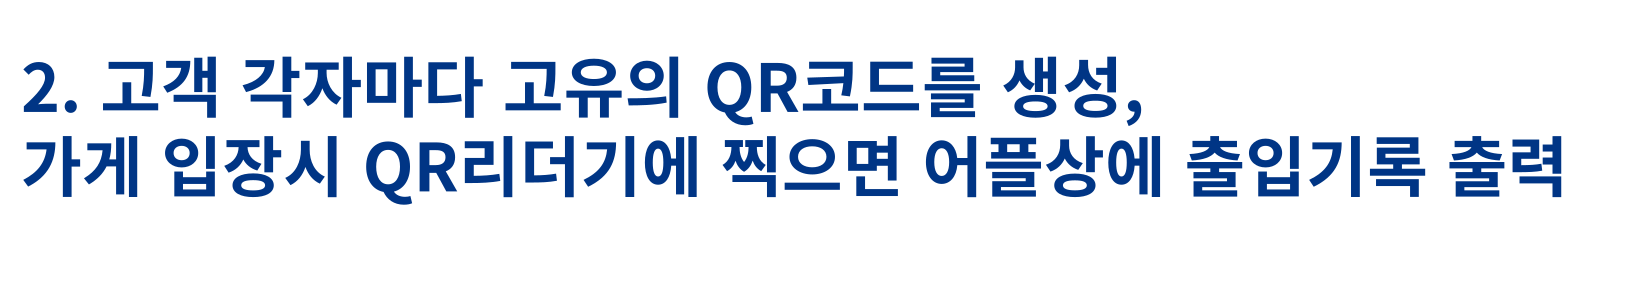 2. 고객 각자마다 고유의 QR코드를 생성,
가게 입장시 QR리더기에 찍으면 어플상에 출입기록 출력